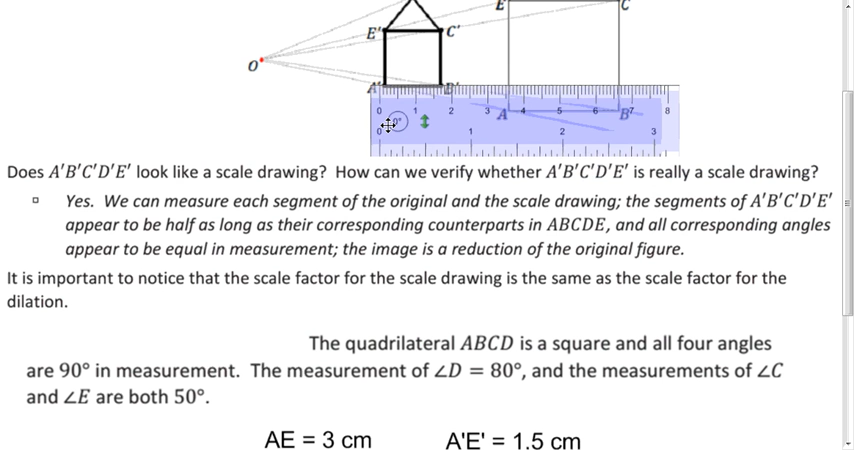 E C
E' C'
O
A' B'
0 1 2 3 A 4 5 6 B 7 8
0° 
0 1 2 3
Does A′B′C′D′E′ look like a scale drawing? How can we verify whether A′B′C′D′E′ is really a scale drawing?
▫ Yes. We can measure each segment of the original and the scale drawing; the segments of A′B′C′D′E′
appear to be half as long as their corresponding counterparts in ABCDE, and all corresponding angles
appear to be equal in measurement; the image is a reduction of the original figure.
It is important to notice that the scale factor for the scale drawing is the same as the scale factor for the
dilation.
The quadrilateral ABCD is a square and all four angles
are 90° in measurement. The measurement of ∠D = 80°, and the measurements of ∠C
and ∠E are both 50°.
AE = 3 cm A'E' = 1.5 cm